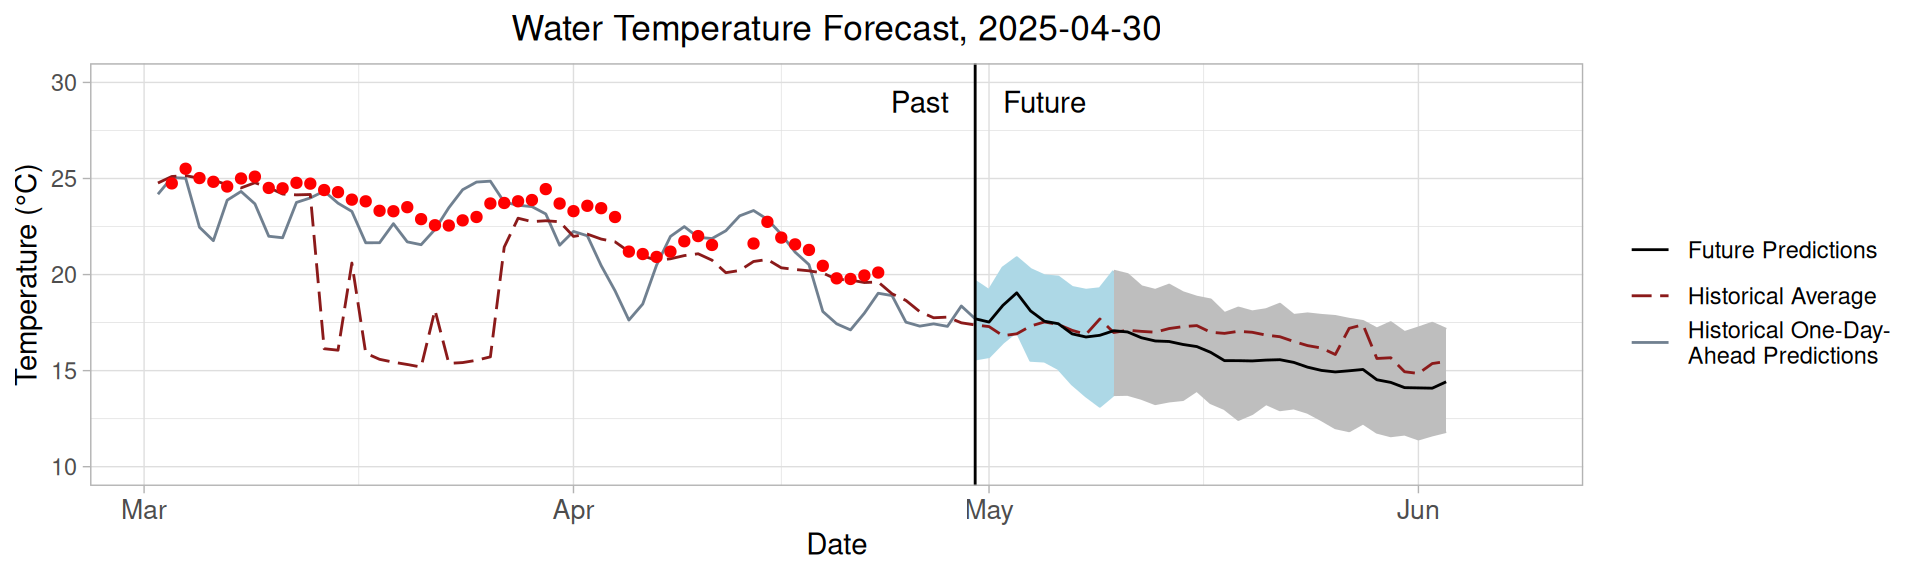 Water Temperature Forecast, 2025-04-30
30
25
20
15
10
Temperature (°C)
Past
Future
Mar
Apr
May
Jun
Date
Future Predictions
Historical Average
Historical One-Day-
Ahead Predictions